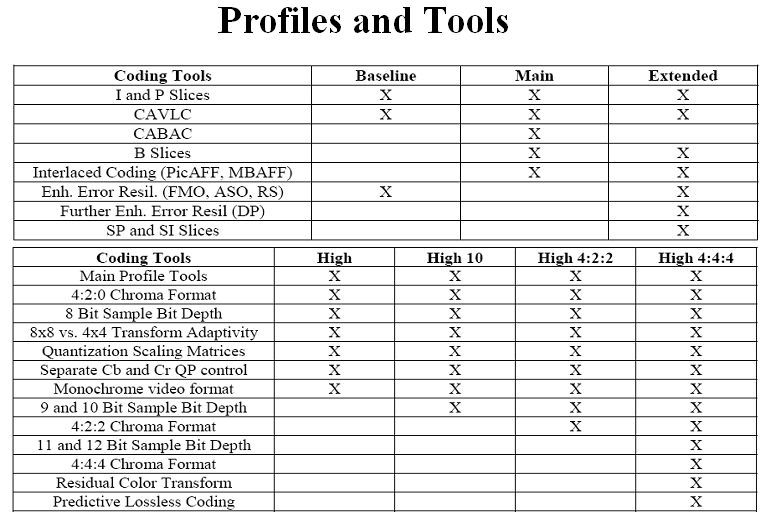 Profiles and Tools
Coding Tools Baseline Main Extended
I and P Slices X X X
CAVLC X X X
CABAC X
B Slices X X
Interlaced Coding (PicAFF, MBAFF) X X
Enh. Error Resil. (FMO, ASO, RS) X X
Further Enh. Error Resil (DP) X
SP and SI Slices X
Coding Tools High High 10 High 4:2:2 High 4:4:4
Main Profile Tools X X X X
4:2:0 Chroma Format X X X X
8 Bit Sample Bit Depth X X X X
8x8 vs. 4x4 Transform Adaptivity X X X X
Quantization Scaling Matrices X X X X
Separate Cb and Cr QP control X X X X
Monochrome video format X X X X
9 and 10 Bit Sample Bit Depth X X X
4:2:2 Chroma Format X X
11 and 12 Bit Sample Bit Depth X
4:4:4 Chroma Format X
Residual Color Transform X
Predictive Lossless Coding X